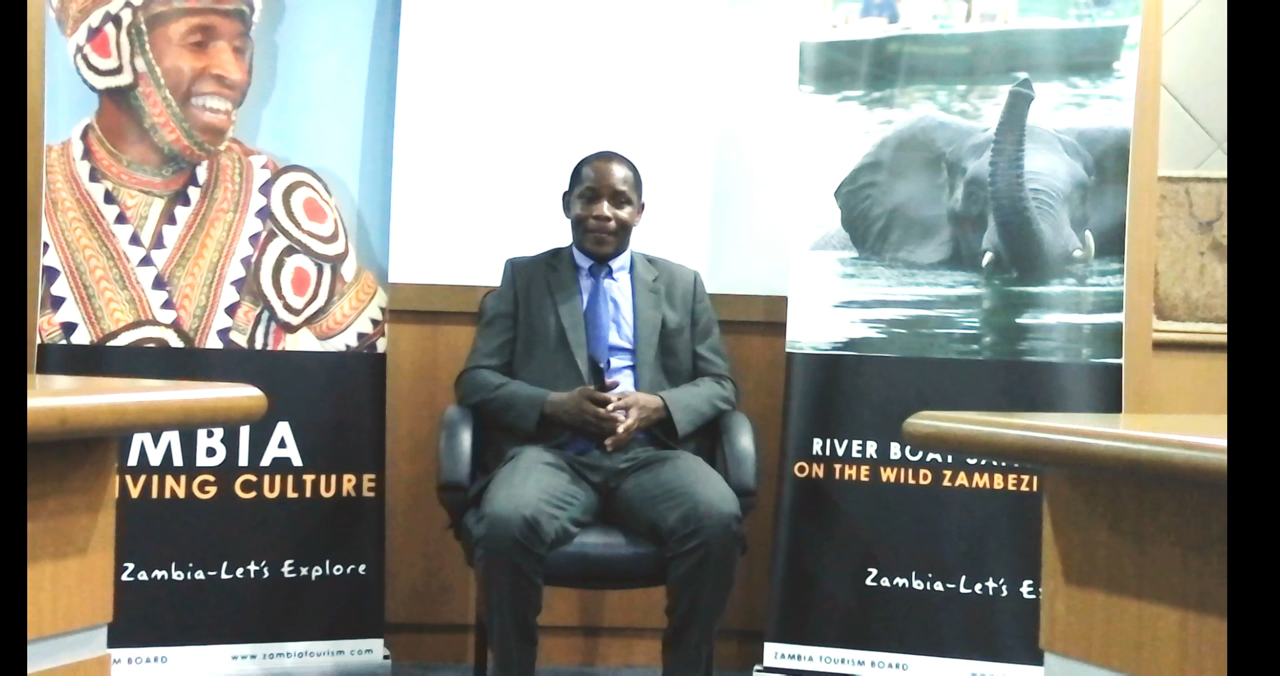 MBIA
IVING CULTURE
Zambia-Let's Explore
M BOARD
www.zambiatourism.com
RIVER BOAT
ON THE WILD ZAMBEZI
Zambia-Let's
ZAMBIA TOURISM BOARD